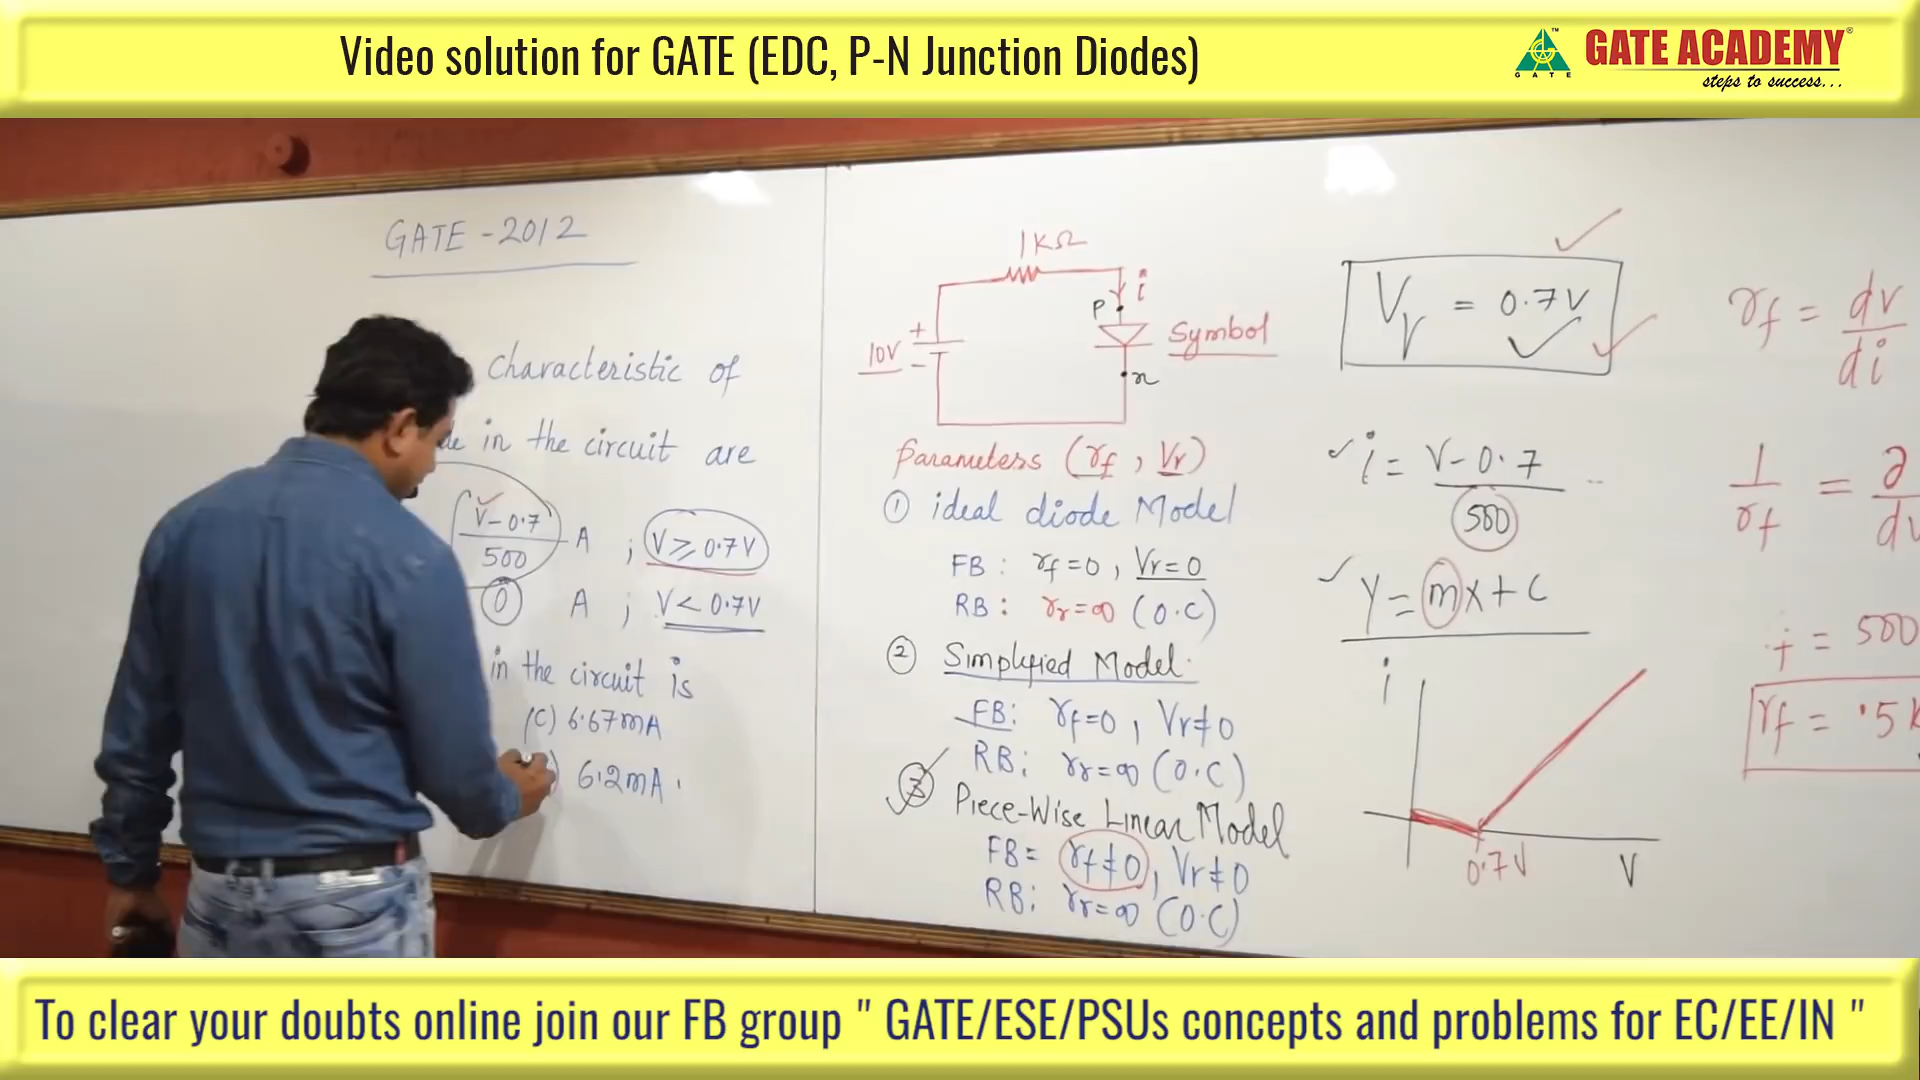 Video solution for GATE (EDC, P-N Junction Diodes)
GATE
GATE ACADEMY
steps to success...
GATE - 2012
Characteristic of
in the circuit are
V - 0.7
500
A ; V ≥ 0.7V
0 A ; V < 0.7V
in the circuit is
(C) 6.67mA
) 6.2mA.
1KΩ
i
P
+
10V
-
n
Symbol
Parameters (rf, Vr)
① ideal diode Model
FB: rf=0, Vr=0
RB: rr=∞ (O.C)
② Simplified Model.
FB: rf=0, Vr≠0
RB: rr=∞ (O.C)
③ Piece-Wise Linear Model
FB= rf≠0, Vr≠0
RB: rr=∞ (O.C)
Vγ = 0.7V
i = V - 0.7
500
Y = mx + c
i
0.7V
V
rf = dv
di
1
rf
=
∂
dv
= 500
rf = .5k
To clear your doubts online join our FB group " GATE/ESE/PSUs concepts and problems for EC/EE/IN "